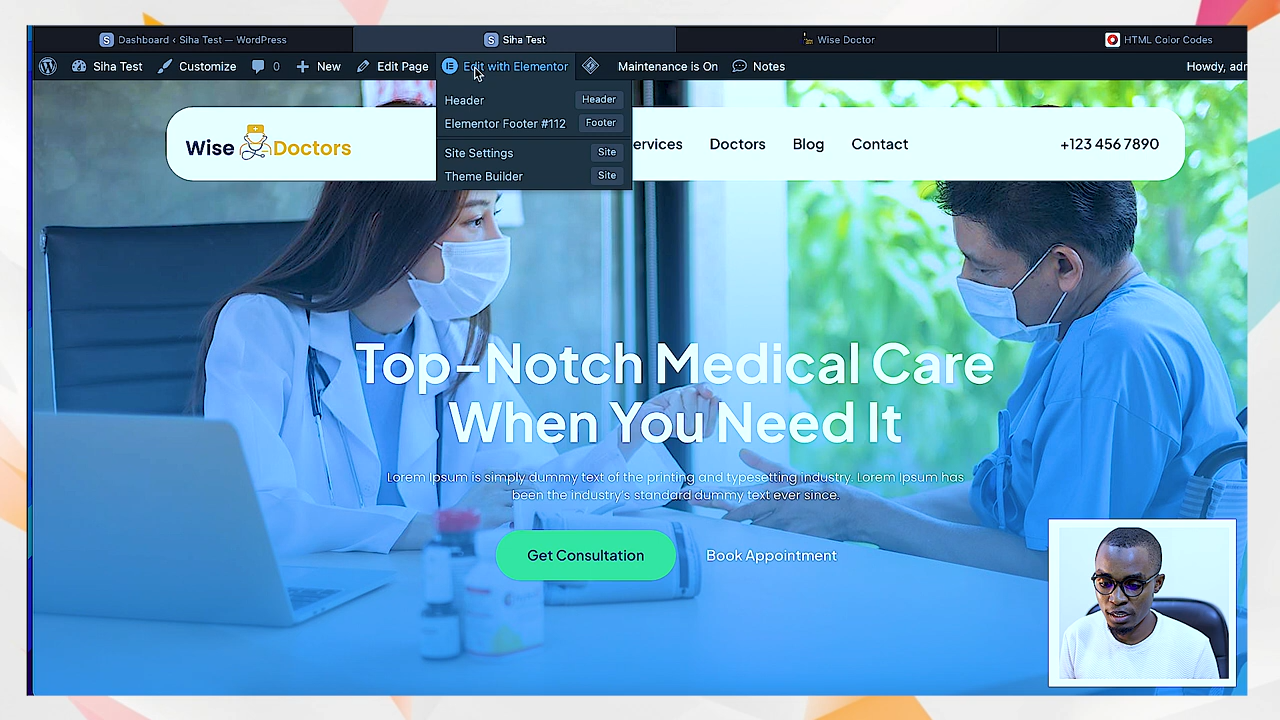 Dashboard ‹ Siha Test — WordPress
Siha Test
Wise Doctor
HTML Color Codes
Siha Test
Customize
0
New
Edit Page
Edit with Elementor
Maintenance is On
Notes
Howdy, adr
Header Header
Elementor Footer #112 Footer
Site Settings Site
Theme Builder Site
Wise Doctors
ervices
Doctors
Blog
Contact
+123 456 7890
Top-Notch Medical Care
When You Need It
Lorem Ipsum is simply dummy text of the printing and typesetting industry. Lorem Ipsum has
been the industry's standard dummy text ever since.
Get Consultation
Book Appointment